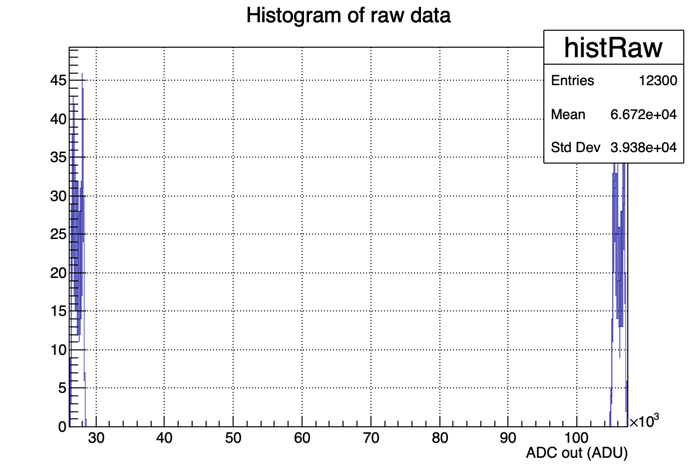 Histogram of raw data
histRaw
Entries 12300
Mean 6.672e+04
Std Dev 3.938e+04
45
40
35
30
25
20
15
10
5
0
30 40 50 60 70 80 90 100
×10³
ADC out (ADU)